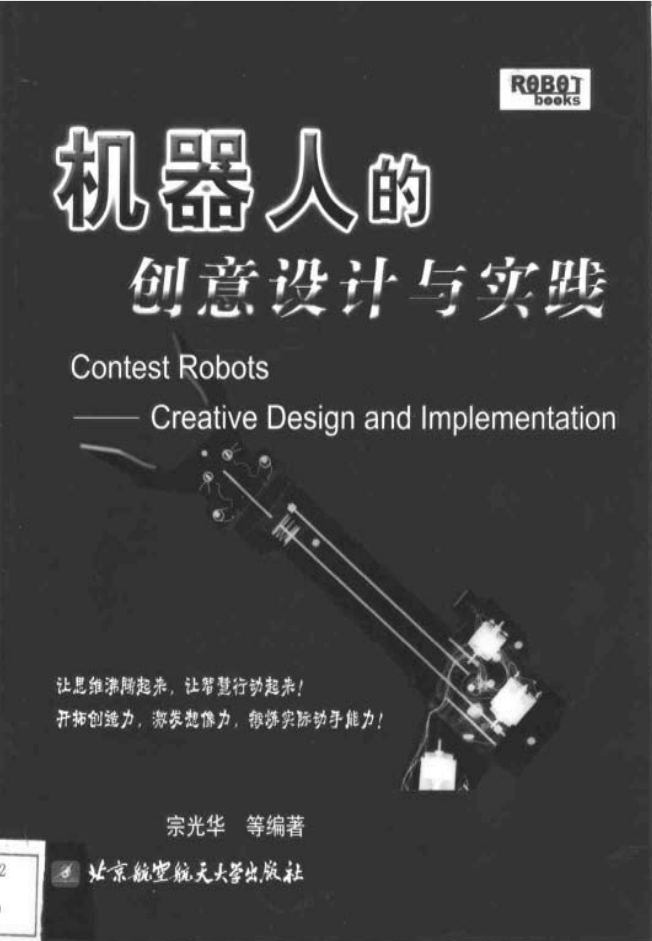 ROBOT
books
机器人的
创意设计与实践
Contest Robots
—— Creative Design and Implementation
让思维沸腾起来，让智慧行动起来！
开拓创造力，激发想像力，锻炼实际动手能力！
宗光华 等编著
北京航空航天大学出版社
2